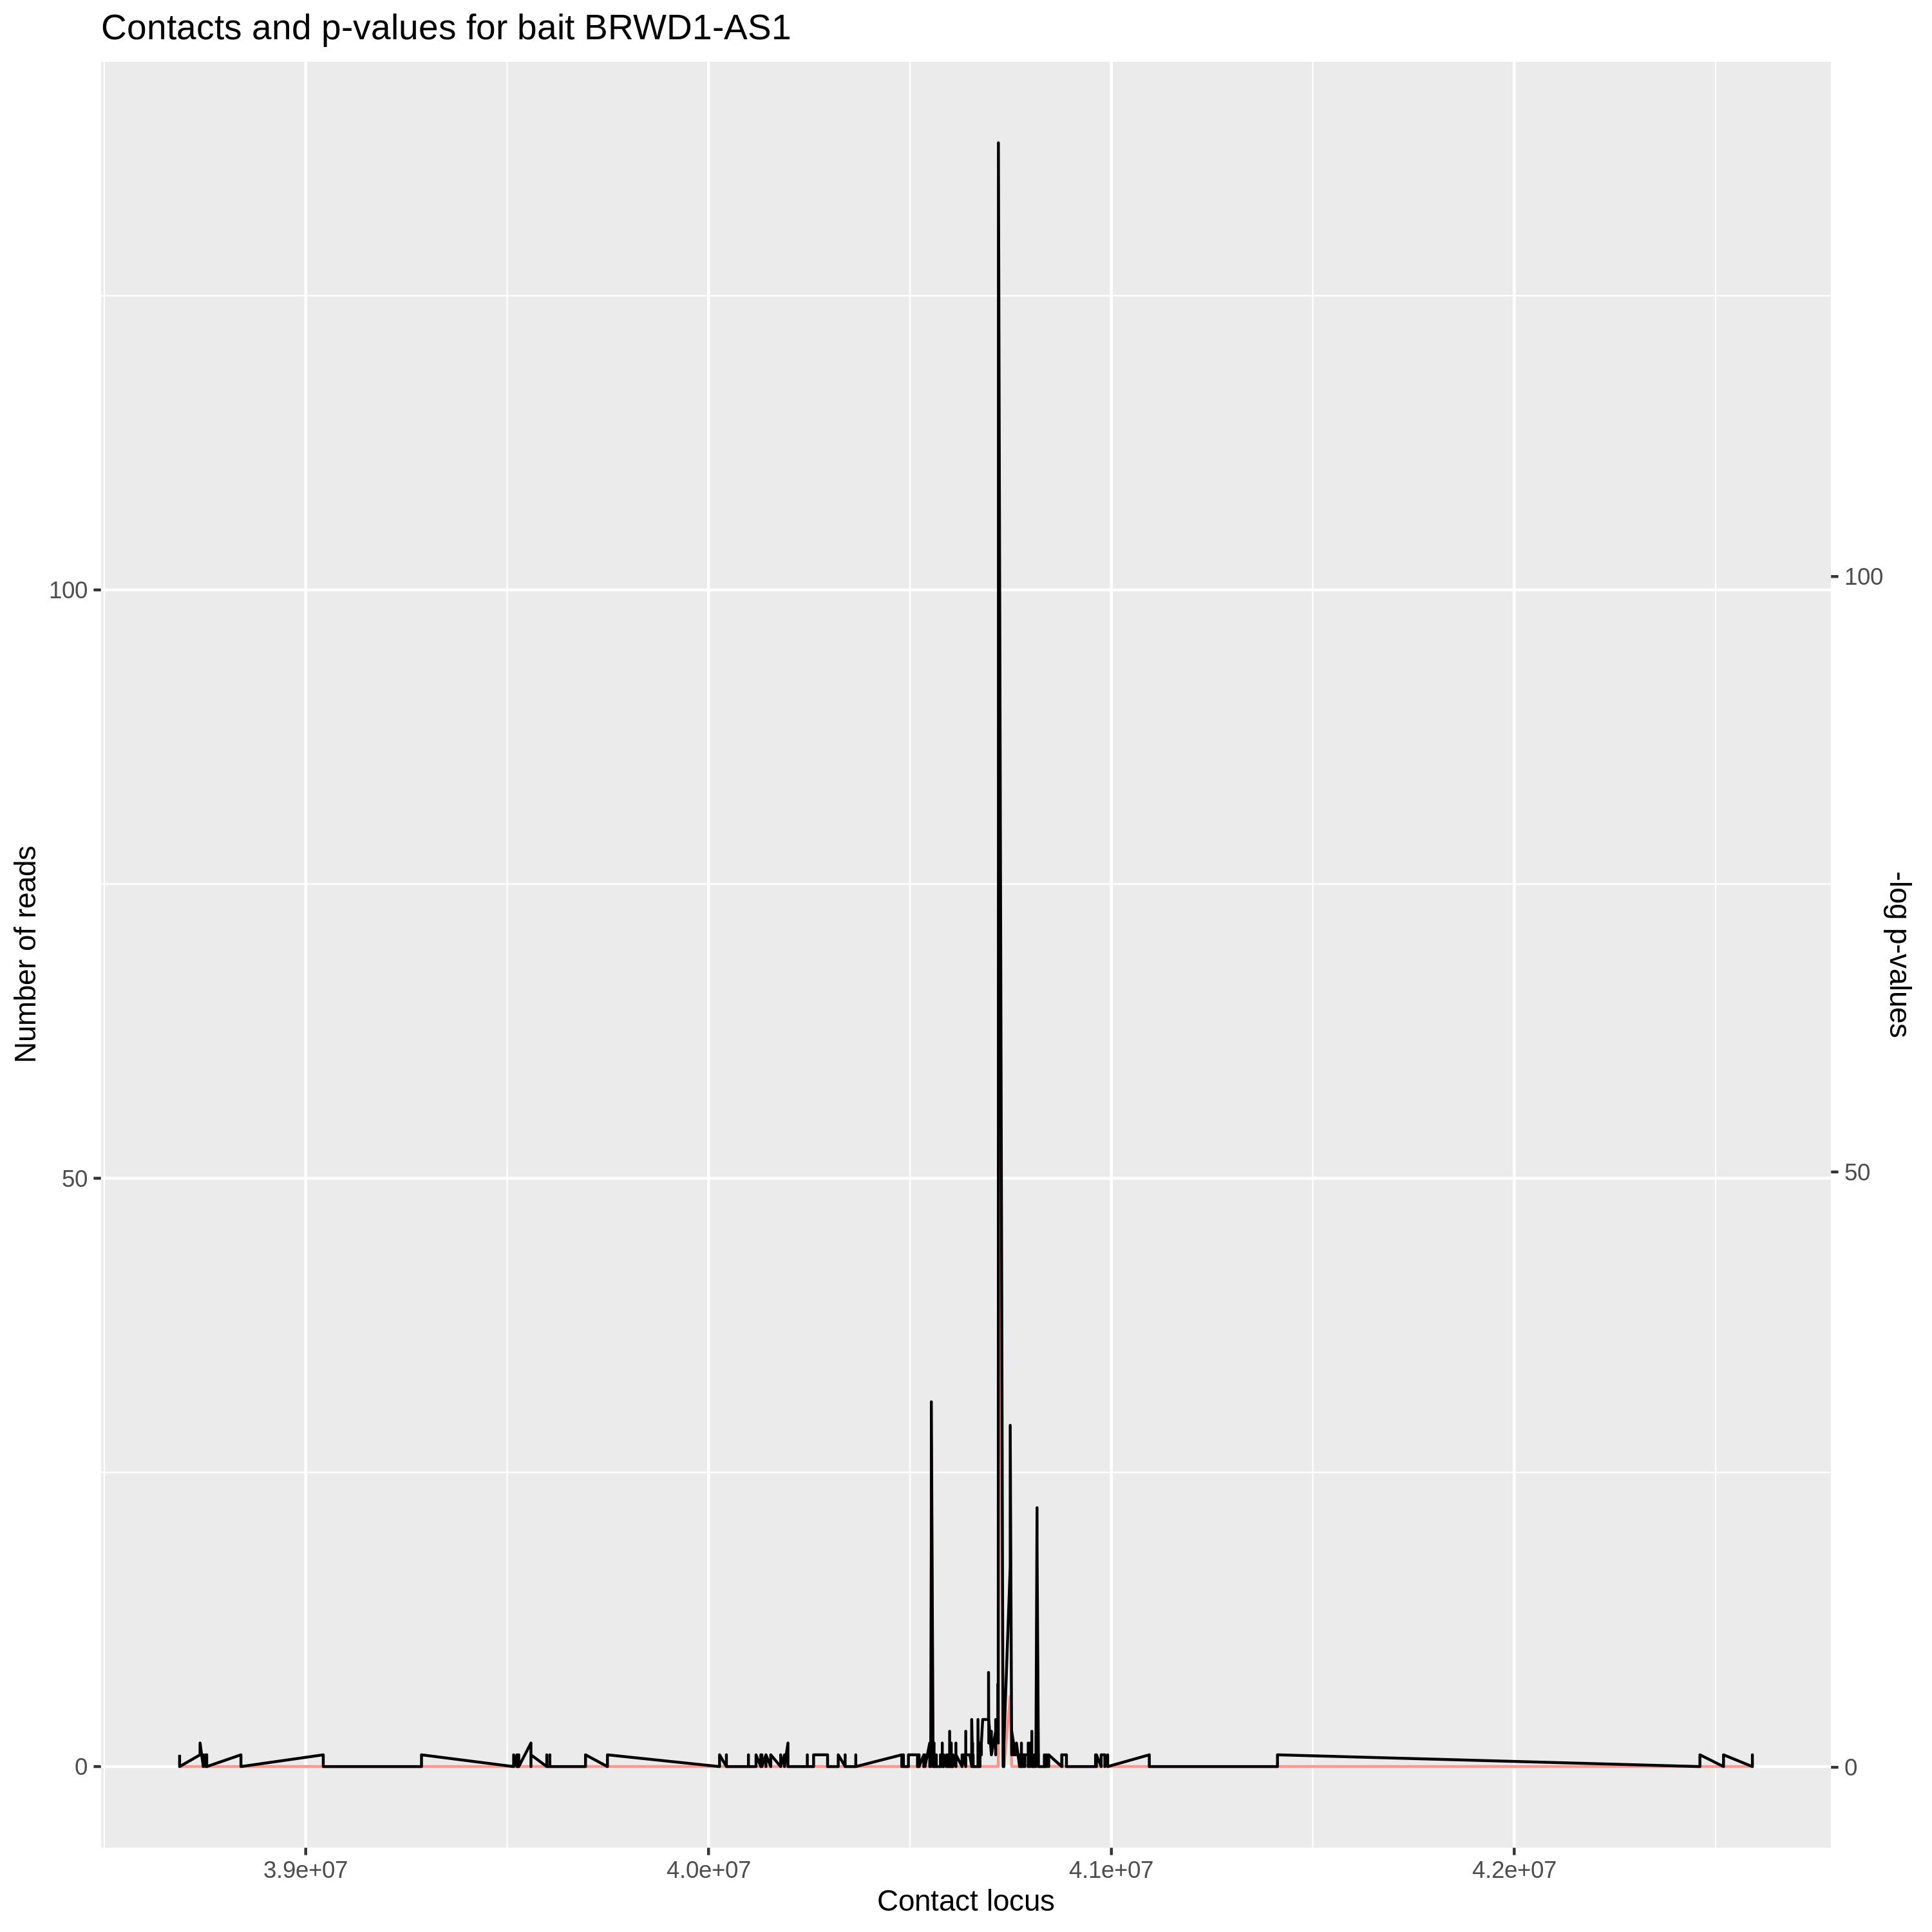 Contacts and p-values for bait BRWD1-AS1
100
50
0
Number of reads
100
50
0
-log p-values
3.9e+07
4.0e+07
4.1e+07
4.2e+07
Contact locus